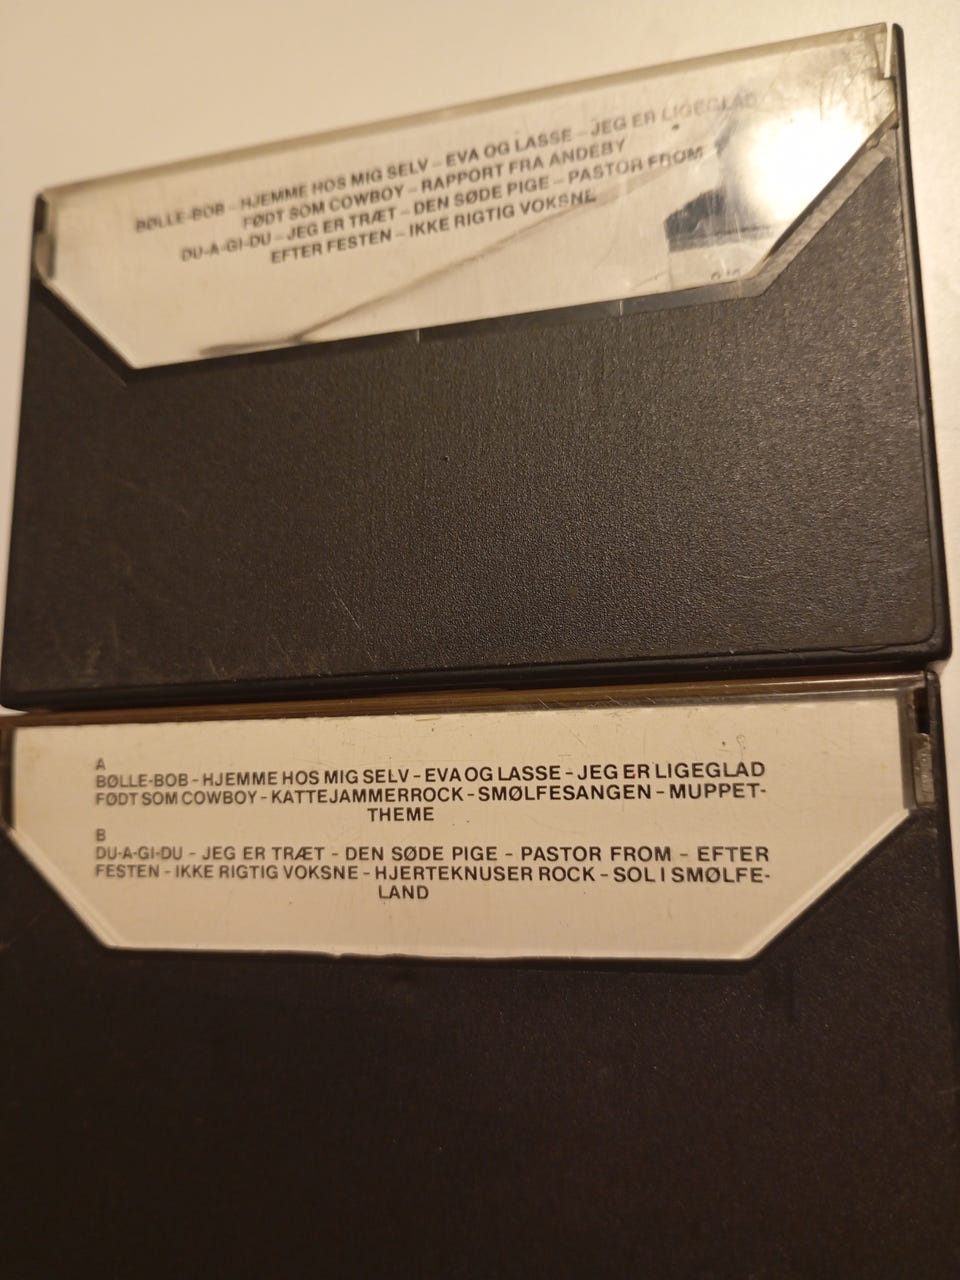 BØLLE-BOB – HJEMME HOS MIG SELV – EVA OG LASSE – JEG ER LIGEGLAD
FØDT SOM COWBOY – RAPPORT FRA ANDEBY
DU-A-GI-DU – JEG ER TRÆT – DEN SØDE PIGE – PASTOR FROM
EFTER FESTEN – IKKE RIGTIG VOKSNE
A
BØLLE-BOB – HJEMME HOS MIG SELV – EVA OG LASSE – JEG ER LIGEGLAD
FØDT SOM COWBOY – KATTEJAMMERROCK – SMØLFESANGEN – MUPPET-
THEME
B
DU-A-GI-DU – JEG ER TRÆT – DEN SØDE PIGE – PASTOR FROM – EFTER
FESTEN – IKKE RIGTIG VOKSNE – HJERTEKNUSER ROCK – SOL I SMØLFE-
LAND